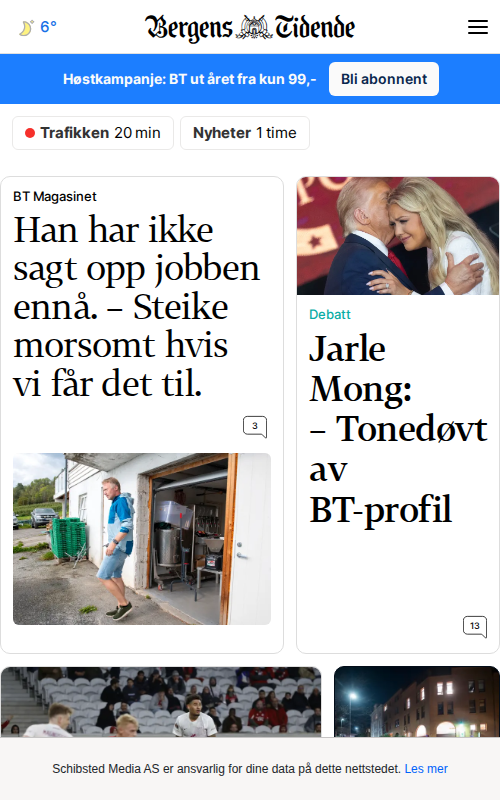 6°
Bergens Tidende
Høstkampanje: BT ut året fra kun 99,-
Bli abonnent
Trafikken 20 min
Nyheter 1 time
BT Magasinet
Han har ikke
sagt opp jobben
ennå. – Steike
morsomt hvis
vi får det til.
3
Debatt
Jarle
Mong:
– Tonedøvt
av
BT-profil
13
Schibsted Media AS er ansvarlig for dine data på dette nettstedet. Les mer